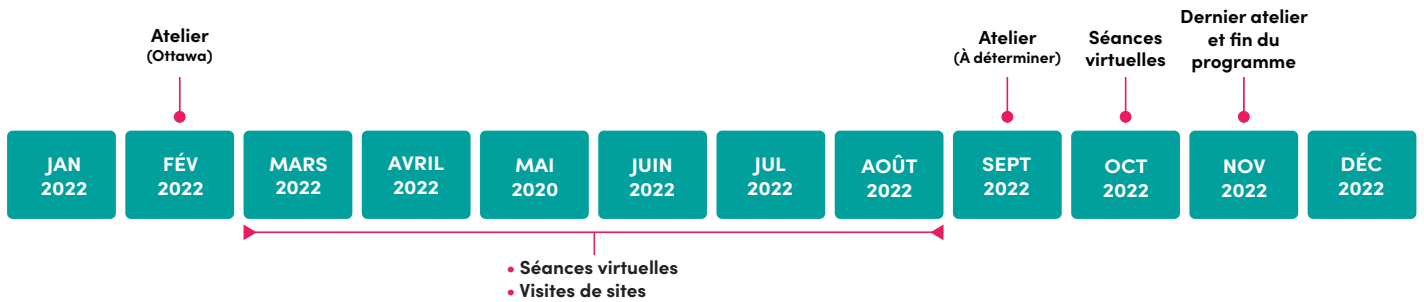 Atelier
(Ottawa)
Atelier
(À déterminer)
Séances
virtuelles
Dernier atelier
et fin du
programme
JAN
2022
FÉV
2022
MARS
2022
AVRIL
2022
MAI
2020
JUIN
2022
JUL
2022
AOÛT
2022
SEPT
2022
OCT
2022
NOV
2022
DÉC
2022
• Séances virtuelles
• Visites de sites